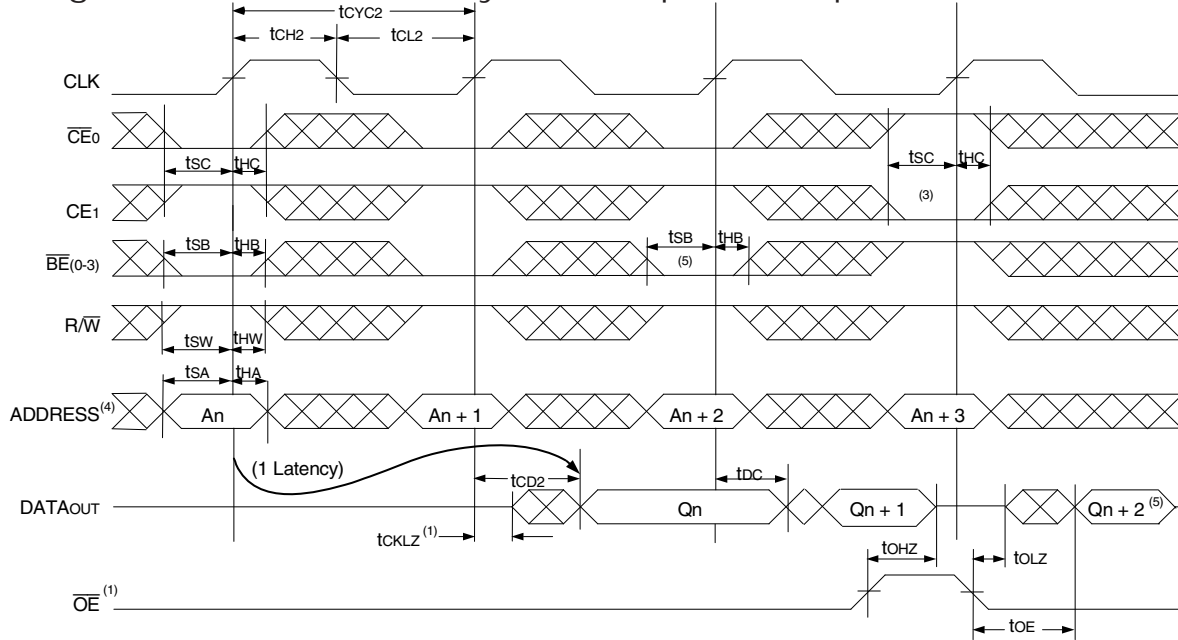 tCYC2
tCH2 tCL2
CLK
CE0
tSC tHC tSC tHC
(3)
CE1
tSB tHB tSB tHB
BE(0-3)
(5)
R/W
tSW tHW
tSA tHA
ADDRESS(4) An An + 1 An + 2 An + 3
(1 Latency)
tCD2 tDC
DATAOUT Qn Qn + 1 Qn + 2 (5)
tCKLZ (1)
tOHZ tOLZ
OE (1)
tOE